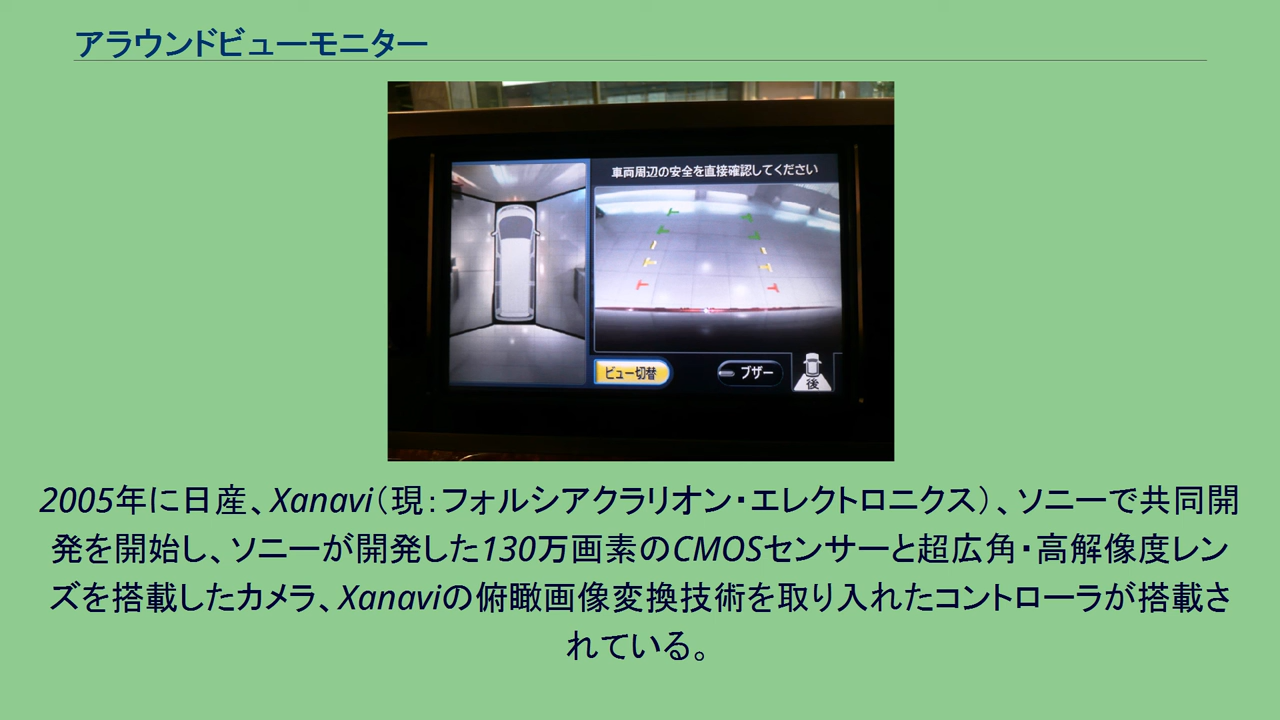 アラウンドビューモニター
車両周辺の安全を直接確認してください
ビュー切替
ブザー
後
2005年に日産、Xanavi（現：フォルシアクラリオン・エレクトロニクス）、ソニーで共同開
発を開始し、ソニーが開発した130万画素のCMOSセンサーと超広角・高解像度レン
ズを搭載したカメラ、Xanaviの俯瞰画像変換技術を取り入れたコントローラが搭載さ
れている。